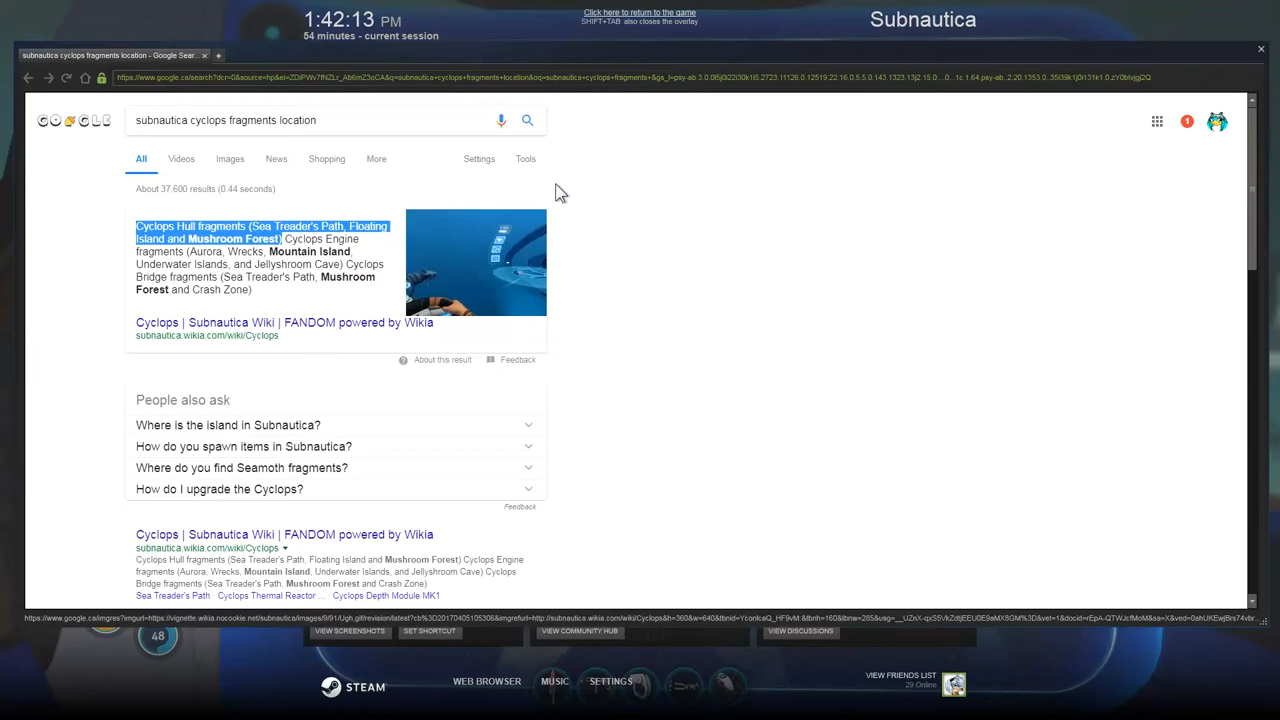 1:42:13 PM
54 minutes - current session
Click here to return to the game
SHIFT+TAB also closes the overlay
Subnautica
subnautica cyclops fragments location - Google Sear...
GO GLE
subnautica cyclops fragments location
1
All Videos Images News Shopping More Settings Tools
About 37,600 results (0.44 seconds)
Cyclops Hull fragments (Sea Treader's Path, Floating
Island and Mushroom Forest) Cyclops Engine
fragments (Aurora, Wrecks, Mountain Island,
Underwater Islands, and Jellyshroom Cave) Cyclops
Bridge fragments (Sea Treader's Path, Mushroom
Forest and Crash Zone)
Cyclops | Subnautica Wiki | FANDOM powered by Wikia
subnautica.wikia.com/wiki/Cyclops
About this result Feedback
People also ask
Where is the island in Subnautica?
How do you spawn items in Subnautica?
Where do you find Seamoth fragments?
How do I upgrade the Cyclops?
Feedback
Cyclops | Subnautica Wiki | FANDOM powered by Wikia
subnautica.wikia.com/wiki/Cyclops
Cyclops Hull fragments (Sea Treader's Path, Floating Island and Mushroom Forest) Cyclops Engine
fragments (Aurora, Wrecks, Mountain Island, Underwater Islands, and Jellyshroom Cave) Cyclops
Bridge fragments (Sea Treader's Path, Mushroom Forest and Crash Zone)
Sea Treader's Path · Cyclops Thermal Reactor ... · Cyclops Depth Module MK1
48
VIEW SCREENSHOTS SET SHORTCUT VIEW COMMUNITY HUB VIEW DISCUSSIONS
STEAM
WEB BROWSER MUSIC SETTINGS
VIEW FRIENDS LIST
29 Online